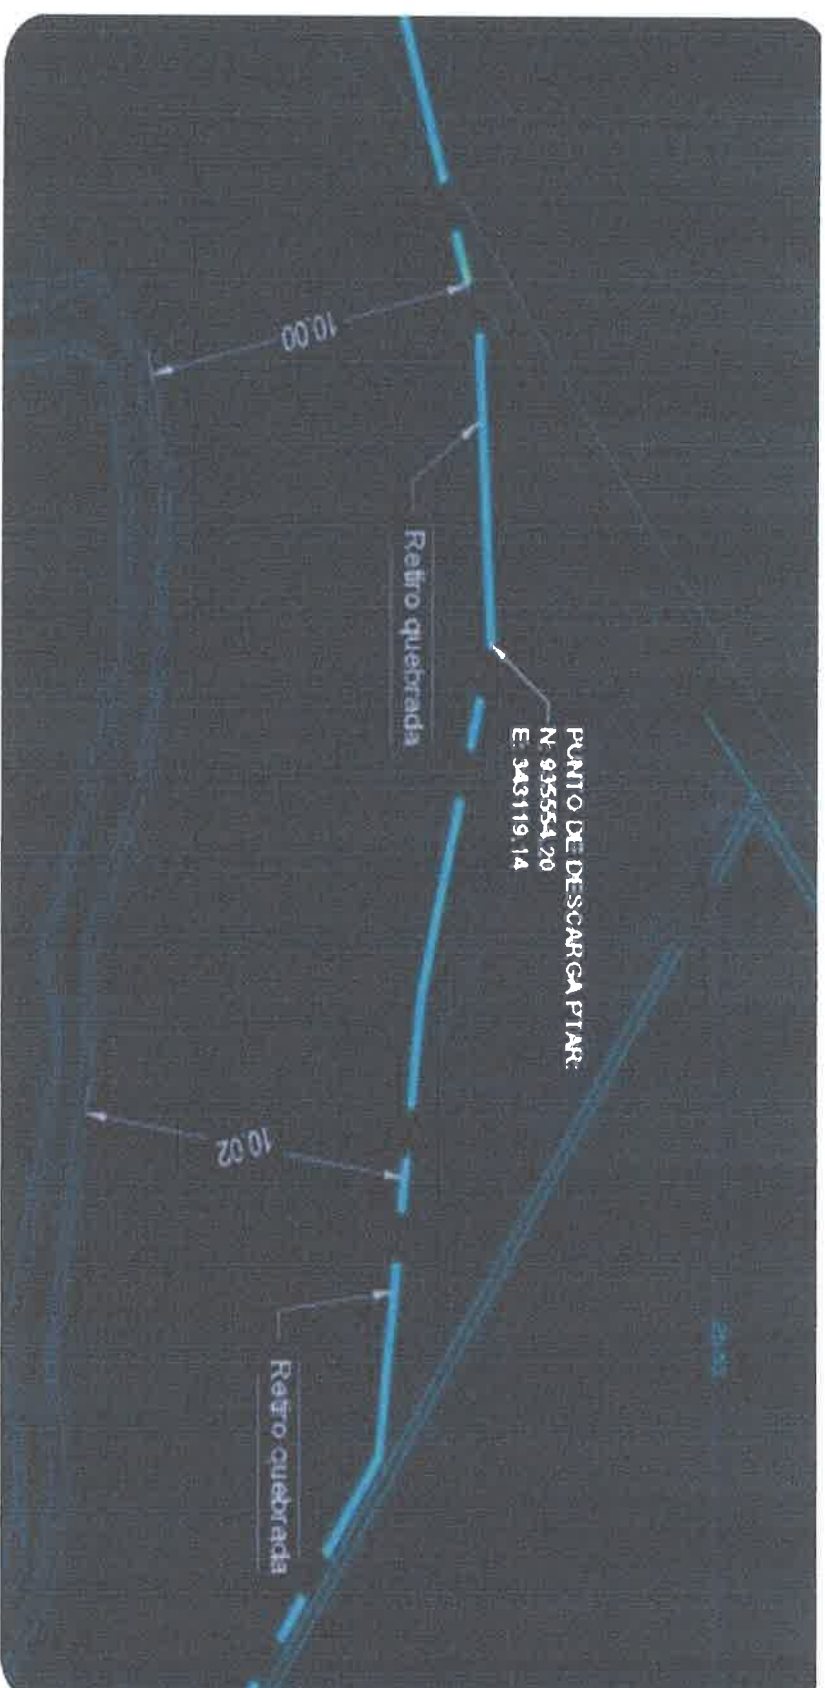 PUNTO DE DESCARGA PTAR:
N: 935554.20
E: 343119.14
10.00
Retiro quebrada
10.02
Retiro quebrada